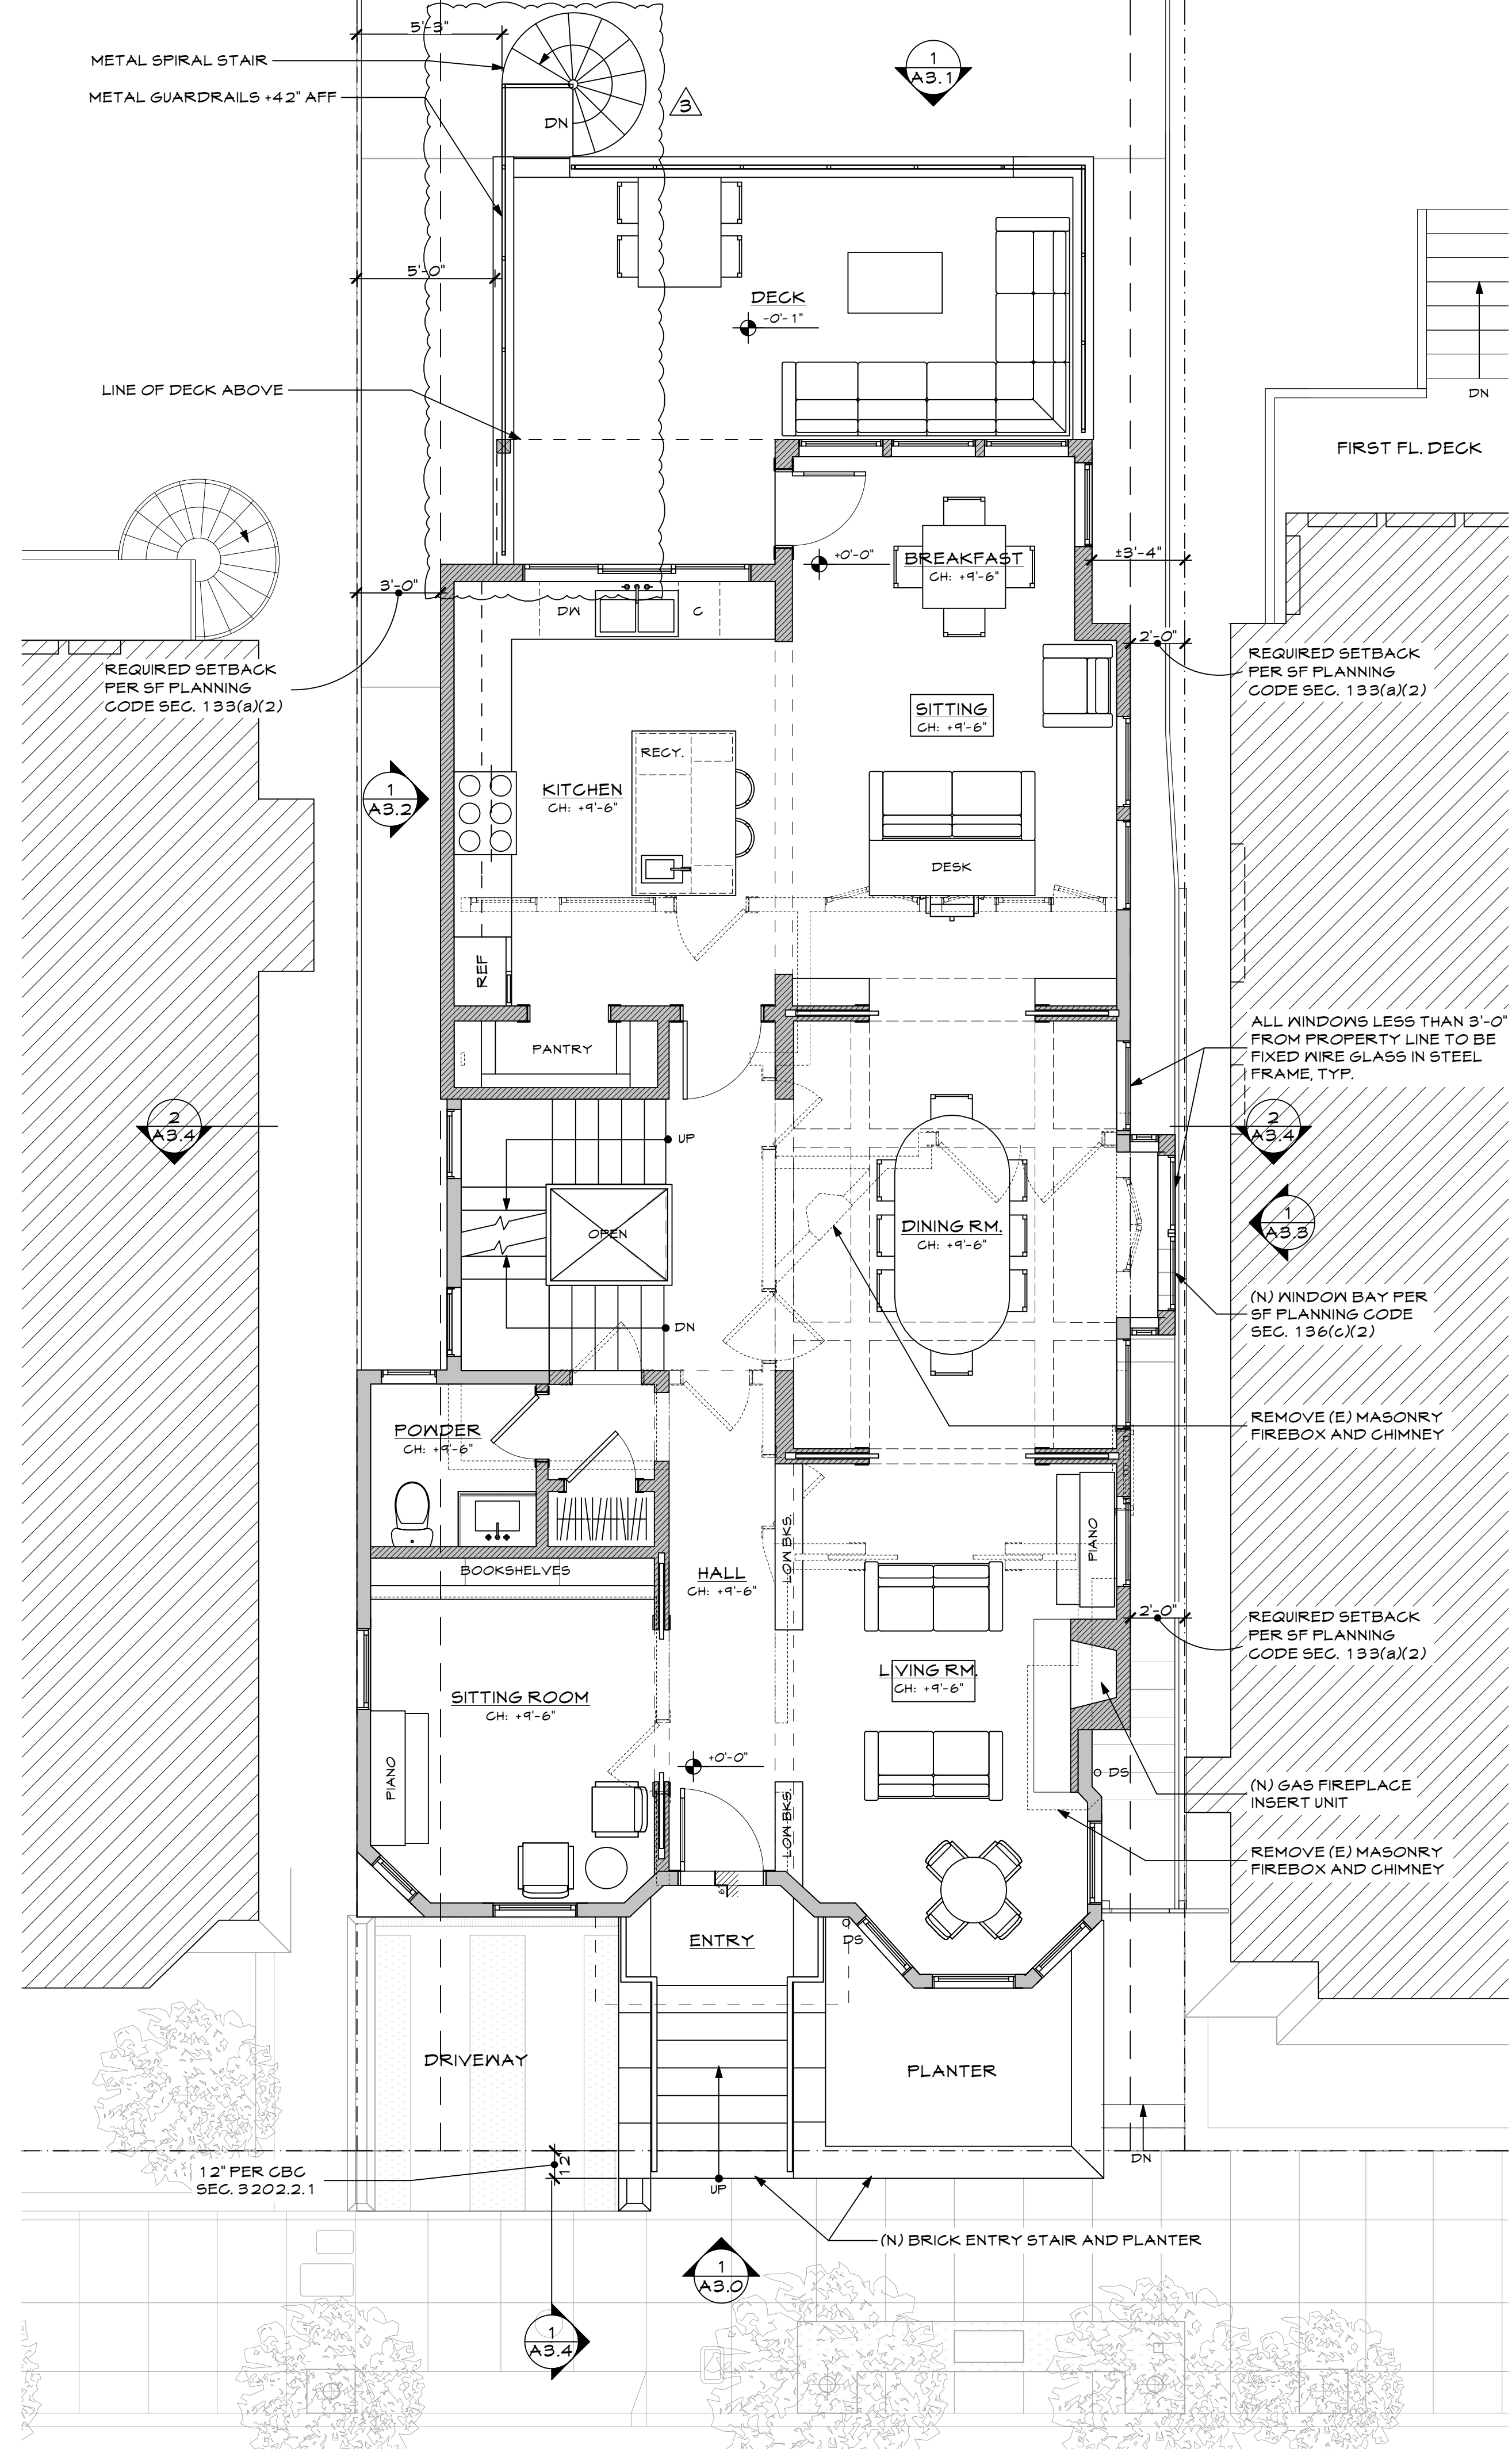 5'-3"
METAL SPIRAL STAIR
METAL GUARDRAILS +42" AFF
DN
3
1
A3.1
5'-0"
DECK
-0'-1"
LINE OF DECK ABOVE
DN
FIRST FL. DECK
+0'-0"
BREAKFAST
CH: +9'-6"
±3'-4"
3'-0"
DW
C
2'-0"
REQUIRED SETBACK
PER SF PLANNING
CODE SEC. 133(a)(2)
REQUIRED SETBACK
PER SF PLANNING
CODE SEC. 133(a)(2)
SITTING
CH: +9'-6"
RECY.
KITCHEN
CH: +9'-6"
1
A3.2
DESK
REF
PANTRY
ALL WINDOWS LESS THAN 3'-0"
FROM PROPERTY LINE TO BE
FIXED WIRE GLASS IN STEEL
FRAME, TYP.
2
A3.4
UP
2
A3.4
OPEN
DINING RM.
CH: +9'-6"
1
A3.3
DN
(N) WINDOW BAY PER
SF PLANNING CODE
SEC. 136(c)(2)
POWDER
CH: +9'-6"
REMOVE (E) MASONRY
FIREBOX AND CHIMNEY
LOW BKS.
PIANO
BOOKSHELVES
HALL
CH: +9'-6"
2'-0"
REQUIRED SETBACK
PER SF PLANNING
CODE SEC. 133(a)(2)
LIVING RM.
CH: +9'-6"
SITTING ROOM
CH: +9'-6"
+0'-0"
PIANO
DS
(N) GAS FIREPLACE
INSERT UNIT
LOW BKS.
REMOVE (E) MASONRY
FIREBOX AND CHIMNEY
6"
ENTRY
DS
DRIVEWAY
PLANTER
12"
DN
12" PER CBC
SEC. 3202.2.1
UP
(N) BRICK ENTRY STAIR AND PLANTER
1
A3.0
1
A3.4